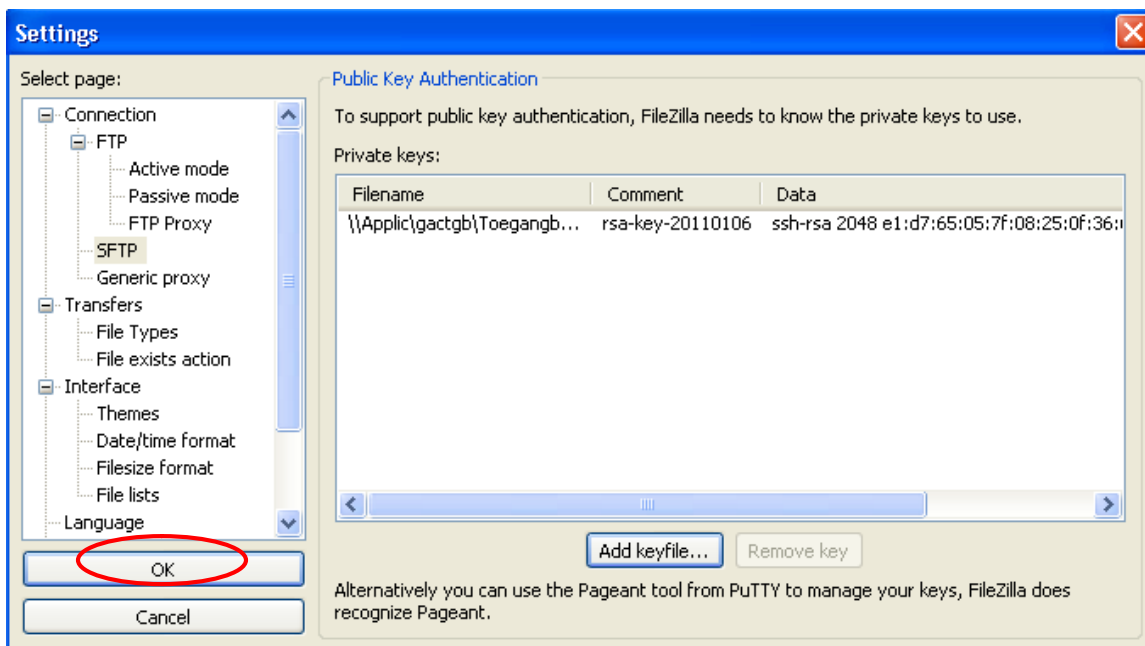 Settings
Select page:
Connection
FTP
Active mode
Passive mode
FTP Proxy
SFTP
Generic proxy
Transfers
File Types
File exists action
Interface
Themes
Date/time format
Filesize format
File lists
Language
OK
Cancel
Public Key Authentication
To support public key authentication, FileZilla needs to know the private keys to use.
Private keys:
Filename Comment Data
\\Applic\gactgb\Toegangb... rsa-key-20110106 ssh-rsa 2048 e1:d7:65:05:7f:08:25:0f:36:
Add keyfile... Remove key
Alternatively you can use the Pageant tool from PuTTY to manage your keys, FileZilla does
recognize Pageant.